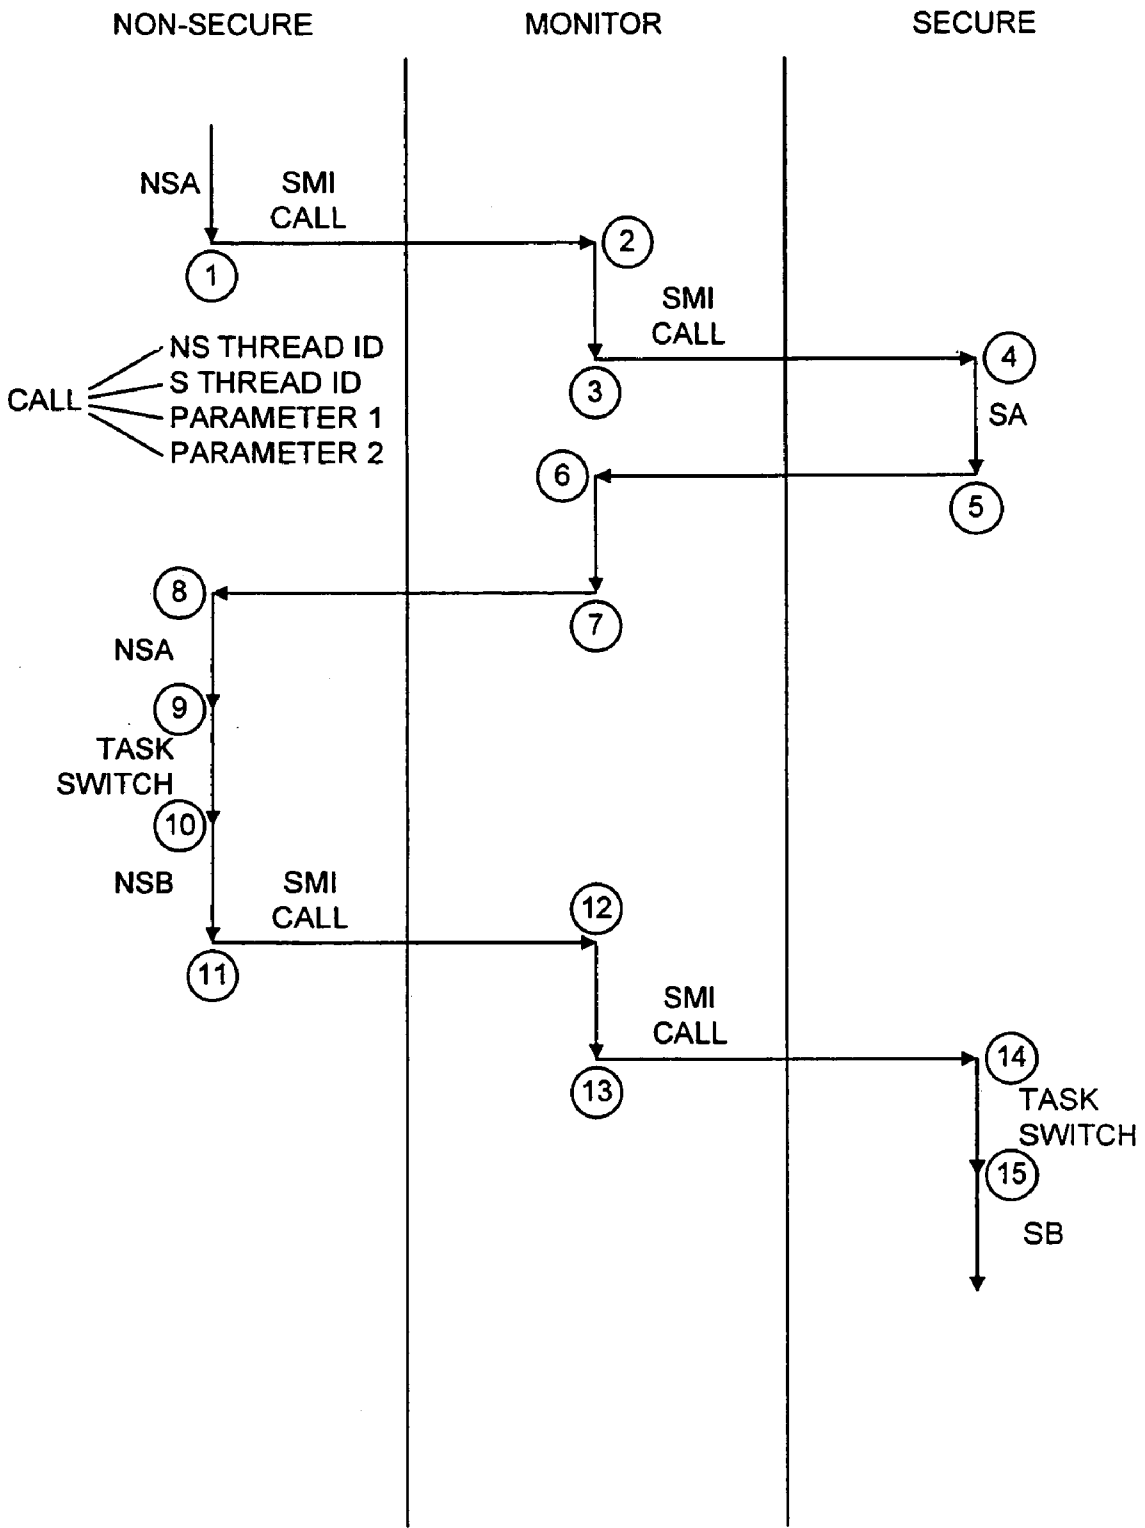 NON-SECURE
MONITOR
SECURE
NSA
SMI
CALL
1
2
SMI
CALL
3
4
SA
CALL
NS THREAD ID
S THREAD ID
PARAMETER 1
PARAMETER 2
6
5
8
7
NSA
9
TASK
SWITCH
10
NSB
SMI
CALL
12
11
SMI
CALL
13
14
TASK
SWITCH
15
SB